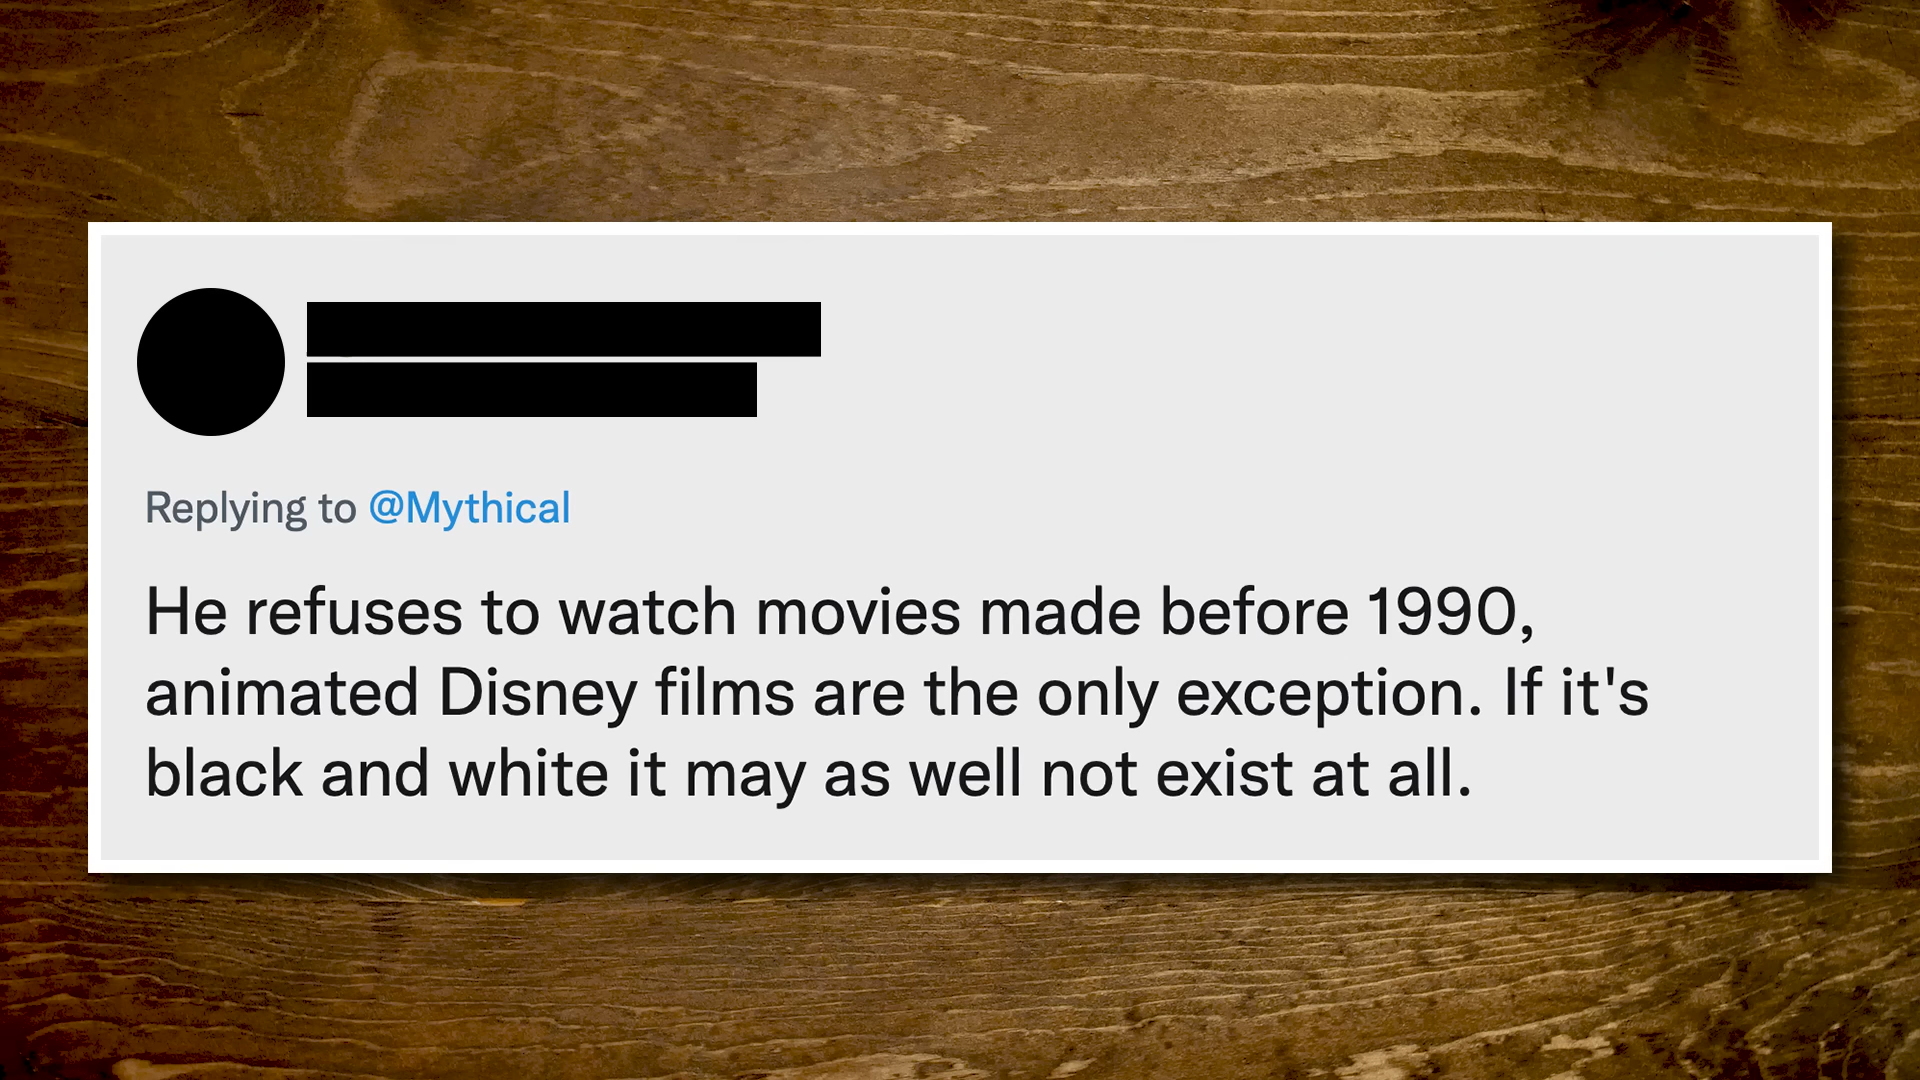 Replying to @Mythical
He refuses to watch movies made before 1990,
animated Disney films are the only exception. If it's
black and white it may as well not exist at all.